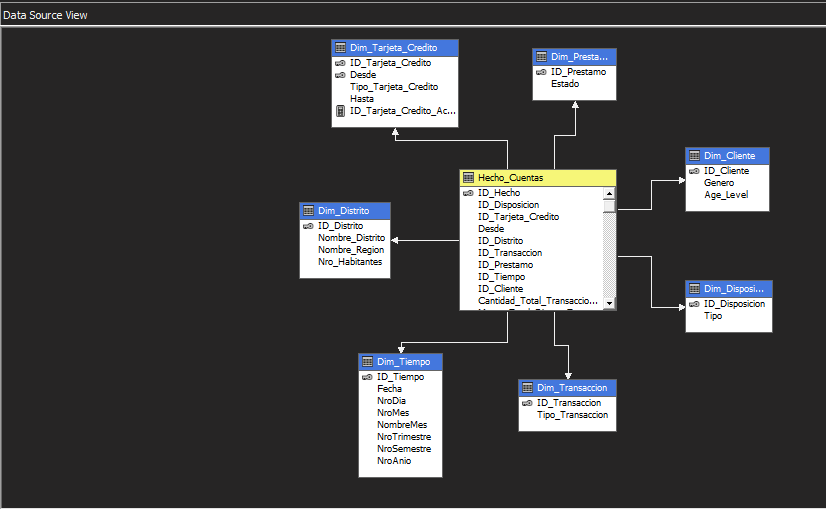 Data Source View
Dim_Tarjeta_Credito
ID_Tarjeta_Credito
Desde
Tipo_Tarjeta_Credito
Hasta
ID_Tarjeta_Credito_Ac...
Dim_Presta...
ID_Prestamo
Estado
Dim_Cliente
ID_Cliente
Genero
Age_Level
Hecho_Cuentas
ID_Hecho
ID_Disposicion
ID_Tarjeta_Credito
Desde
ID_Distrito
ID_Transaccion
ID_Prestamo
ID_Tiempo
ID_Cliente
Cantidad_Total_Transaccio...
Dim_Distrito
ID_Distrito
Nombre_Distrito
Nombre_Region
Nro_Habitantes
Dim_Disposi...
ID_Disposicion
Tipo
Dim_Tiempo
ID_Tiempo
Fecha
NroDia
NroMes
NombreMes
NroTrimestre
NroSemestre
NroAnio
Dim_Transaccion
ID_Transaccion
Tipo_Transaccion